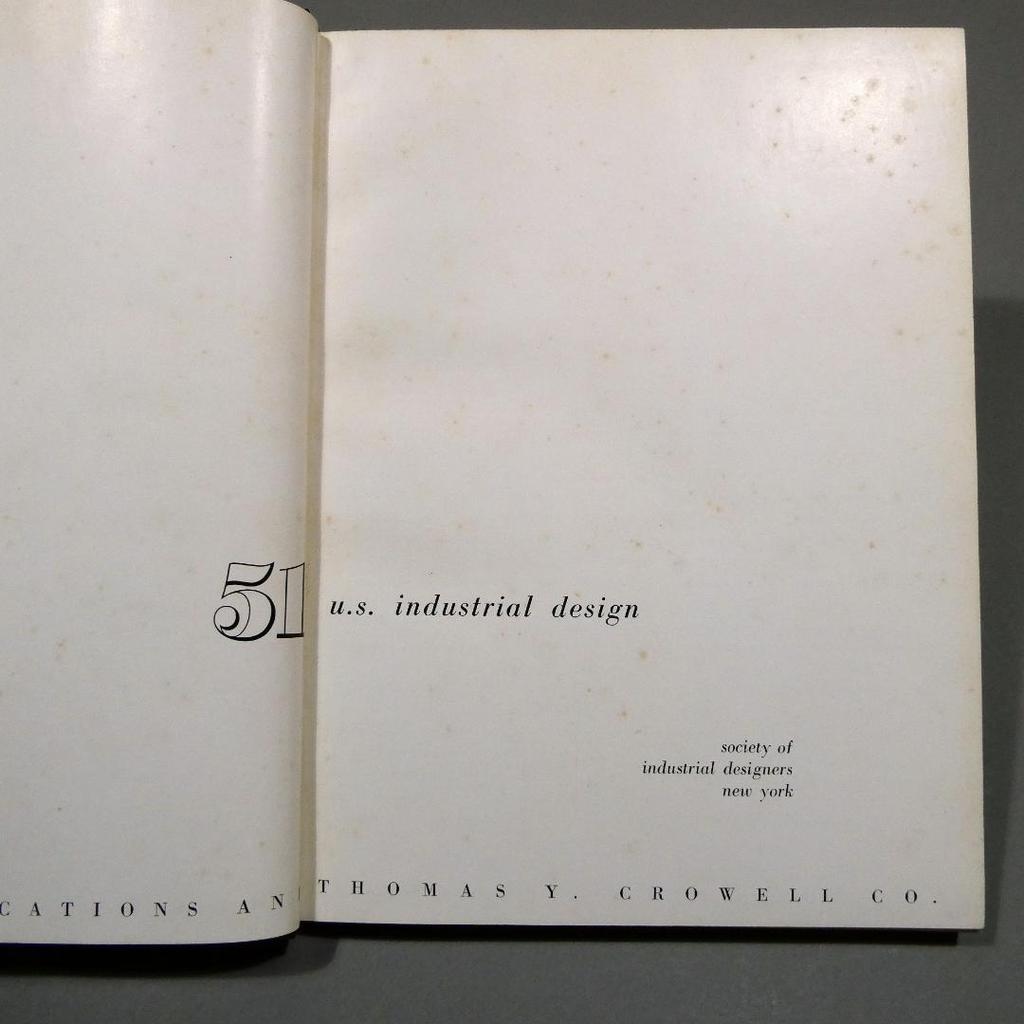 51 u.s. industrial design
society of
industrial designers
new york
CATIONS AN THOMAS Y. CROWELL CO.